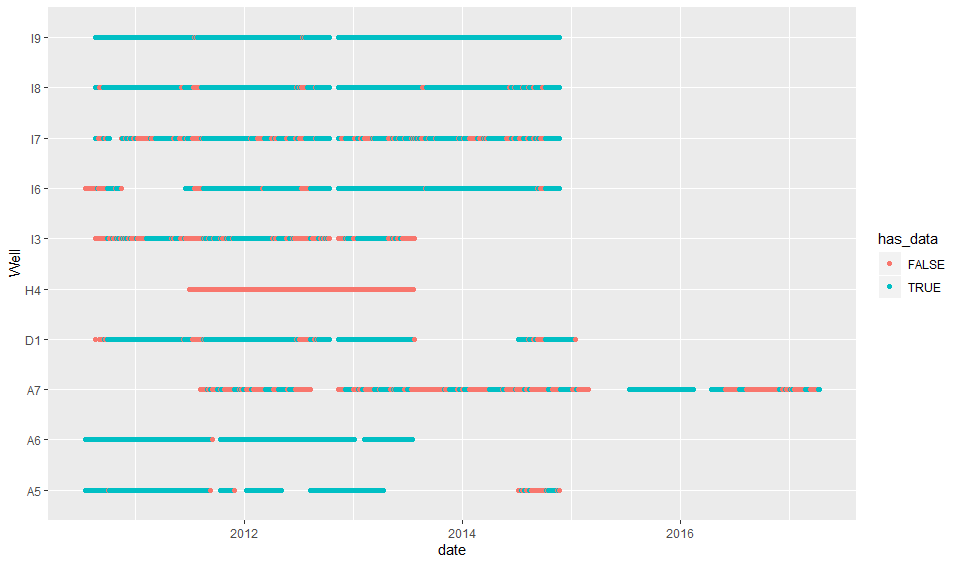 I9
I8
I7
I6
I3
H4
D1
A7
A6
A5
Well
2012
2014
2016
date
has_data
FALSE
TRUE